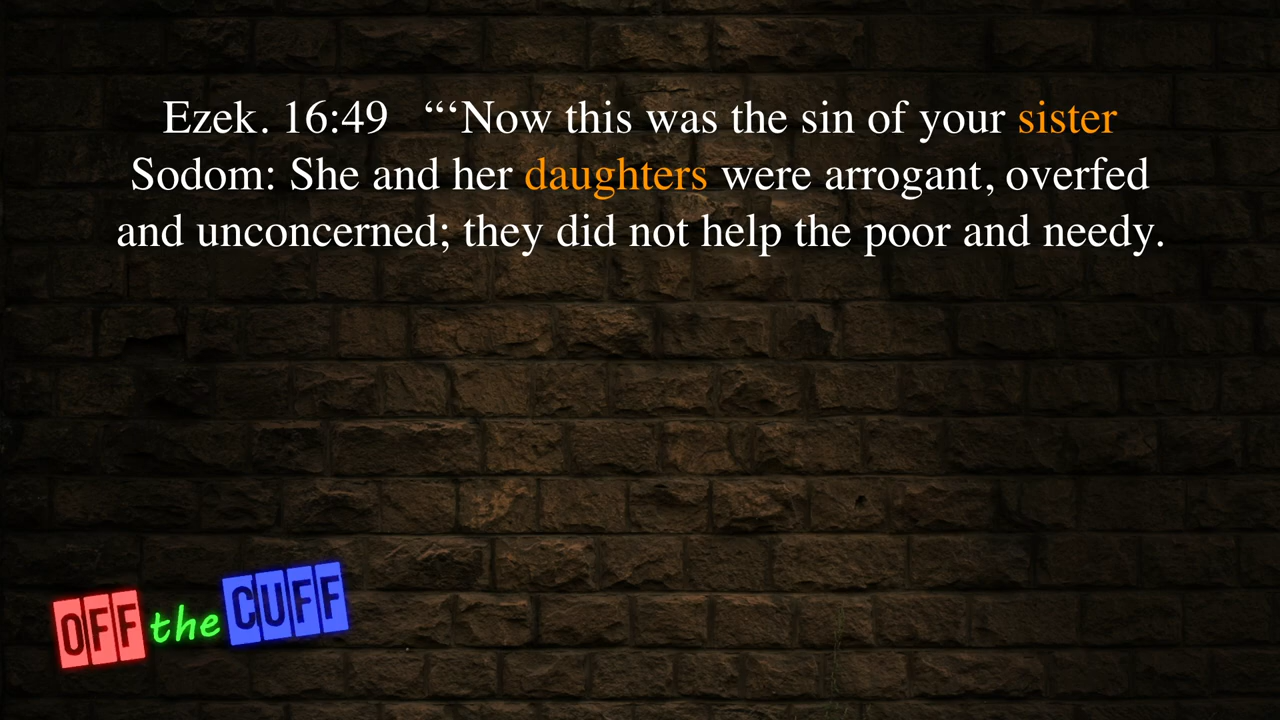 Ezek. 16:49 “‘“Now this was the sin of your sister
Sodom: She and her daughters were arrogant, overfed
and unconcerned; they did not help the poor and needy.
OFF the CUFF